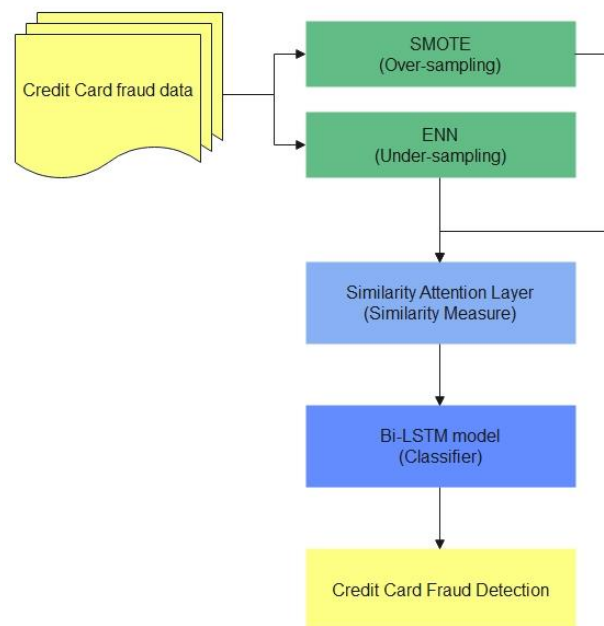 SMOTE
(Over-sampling)
Credit Card fraud data
ENN
(Under-sampling)
Similarity Attention Layer
(Similarity Measure)
Bi-LSTM model
(Classifier)
Credit Card Fraud Detection